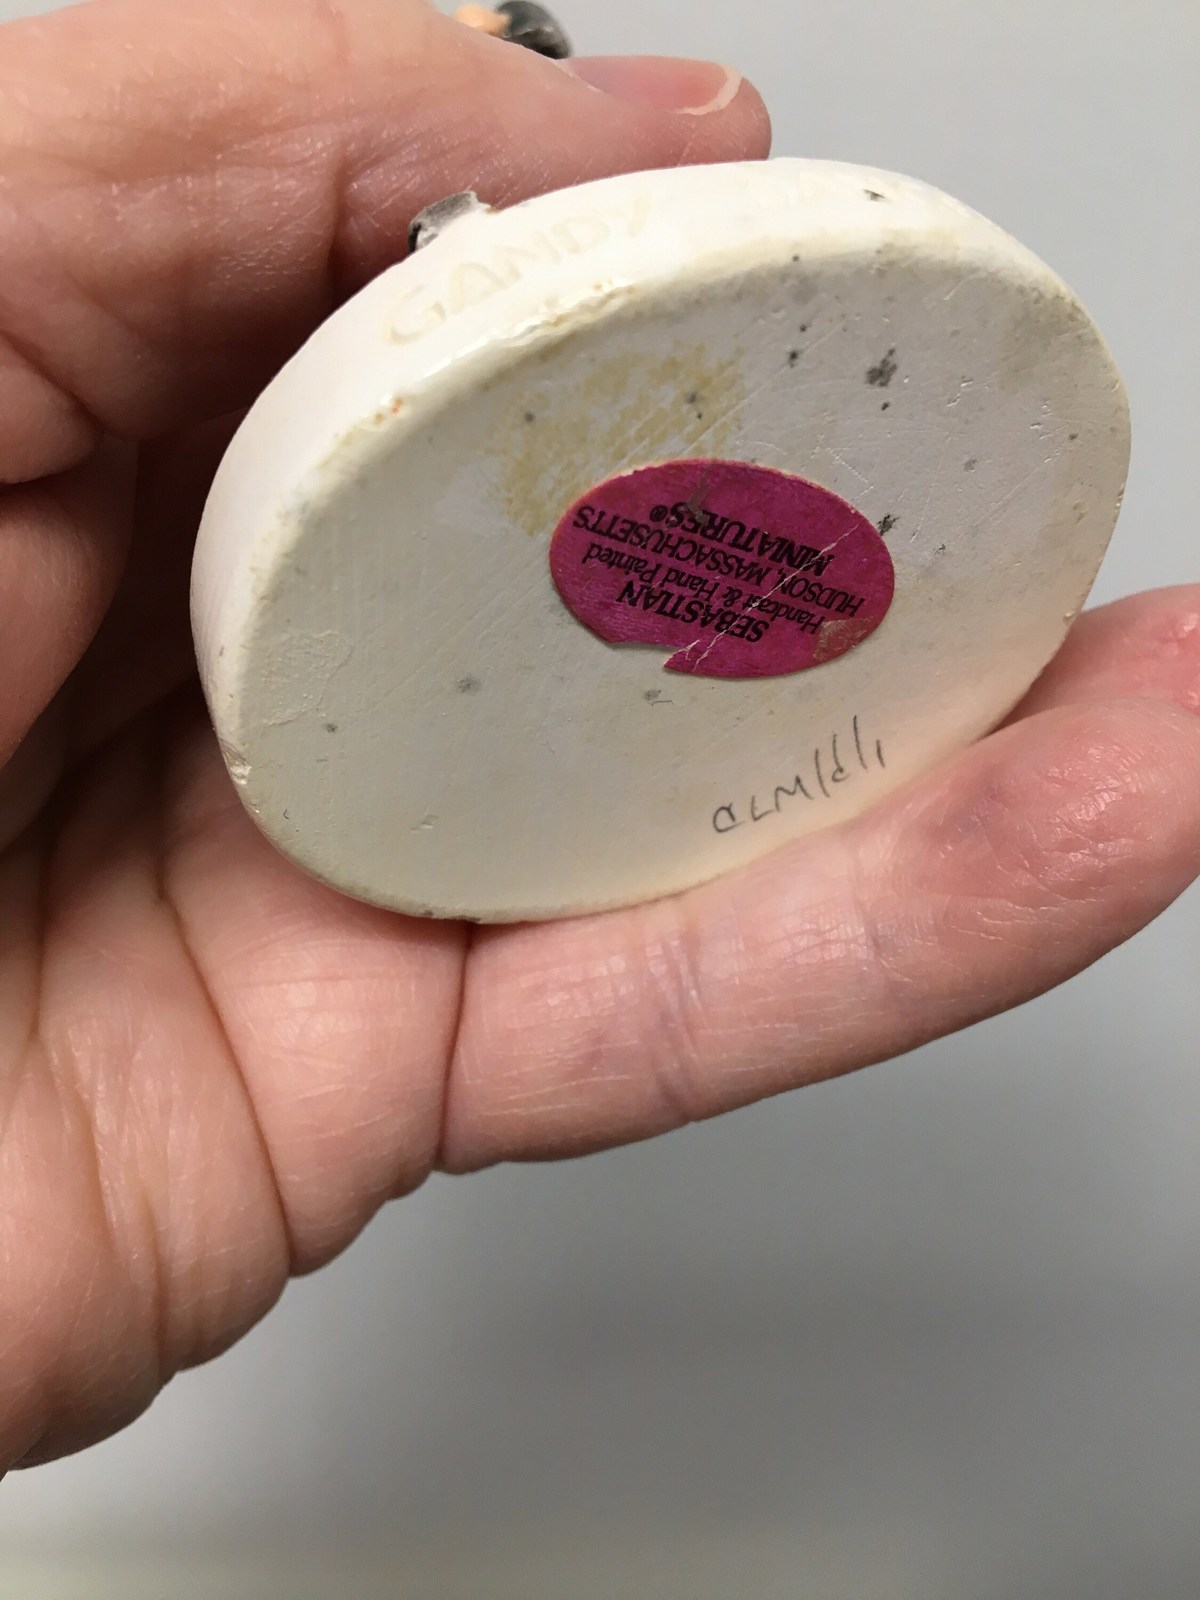 GANDY
SEBASTIAN
MINIATURES®
HUDSON, MASSACHUSETTS
Handcast & Hand Painted